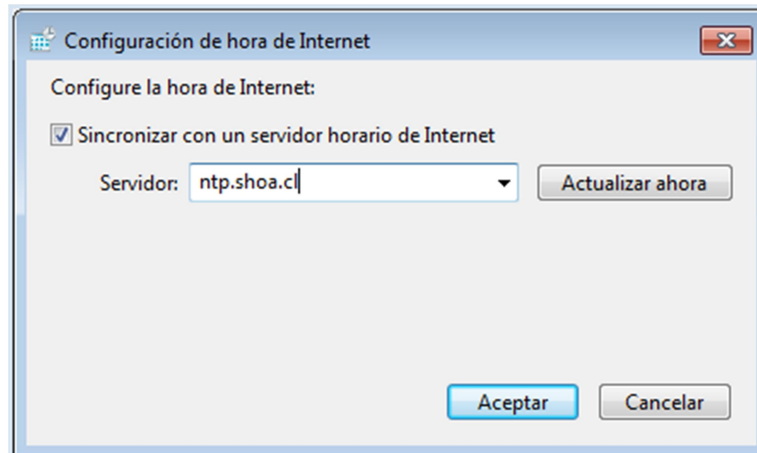 Configuración de hora de Internet
Configure la hora de Internet:
Sincronizar con un servidor horario de Internet
Servidor: ntp.shoa.cl Actualizar ahora
Aceptar Cancelar